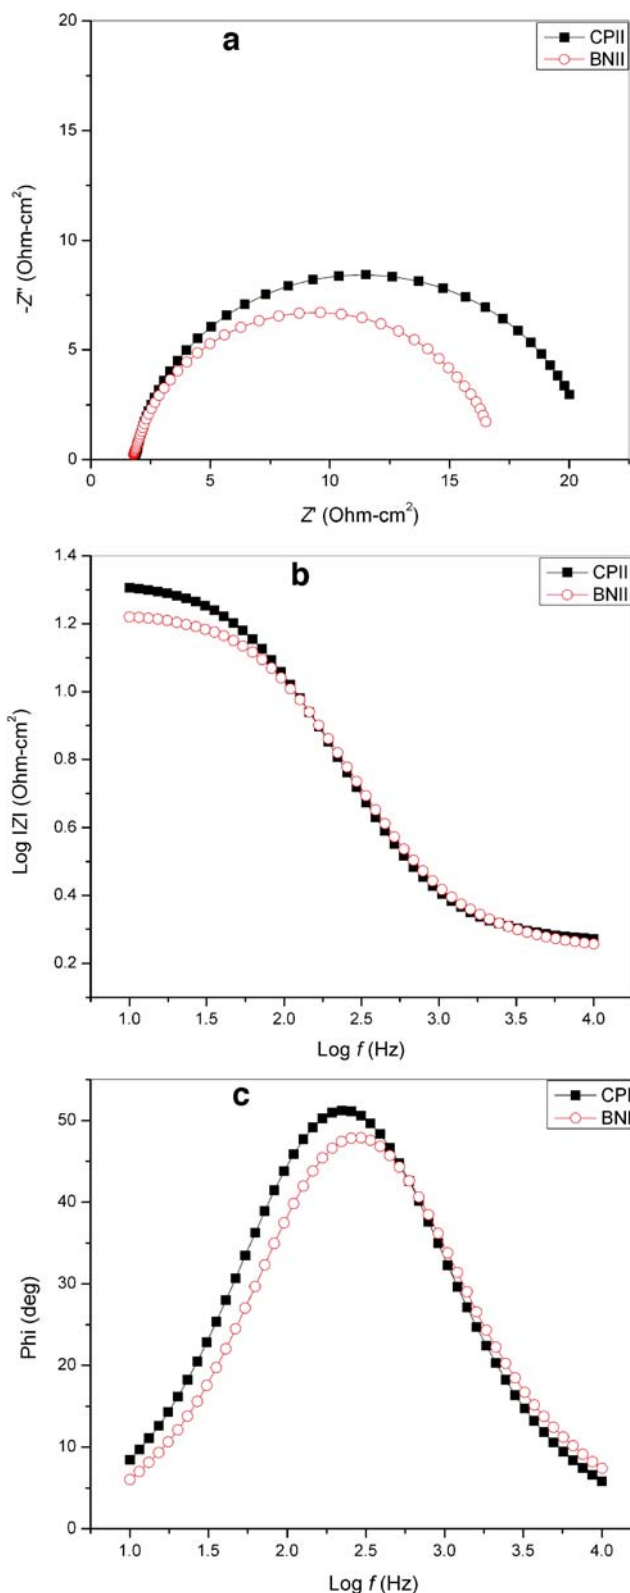 a
CPII
BNII
20
15
10
5
0
-Z'' (Ohm-cm²)
0 5 10 15 20
Z' (Ohm-cm²)
b
CPII
BNII
1.4
1.2
1.0
0.8
0.6
0.4
0.2
Log IZI (Ohm-cm²)
1.0 1.5 2.0 2.5 3.0 3.5 4.0
Log f (Hz)
c
CPI
BNI
50
40
30
20
10
0
Phi (deg)
1.0 1.5 2.0 2.5 3.0 3.5 4.0
Log f (Hz)